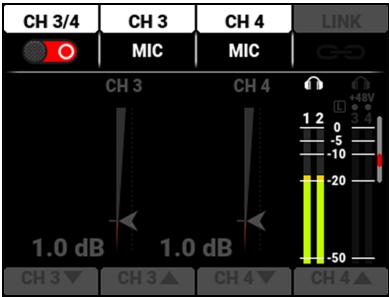 CH 3/4 CH 3 CH 4 LINK
MIC MIC
CH 3 CH 4
+48V
L
1 2 3 4
0
-5
-10
-20
1.0 dB 1.0 dB
-50
CH 3▼ CH 3▲ CH 4▼ CH 4▲